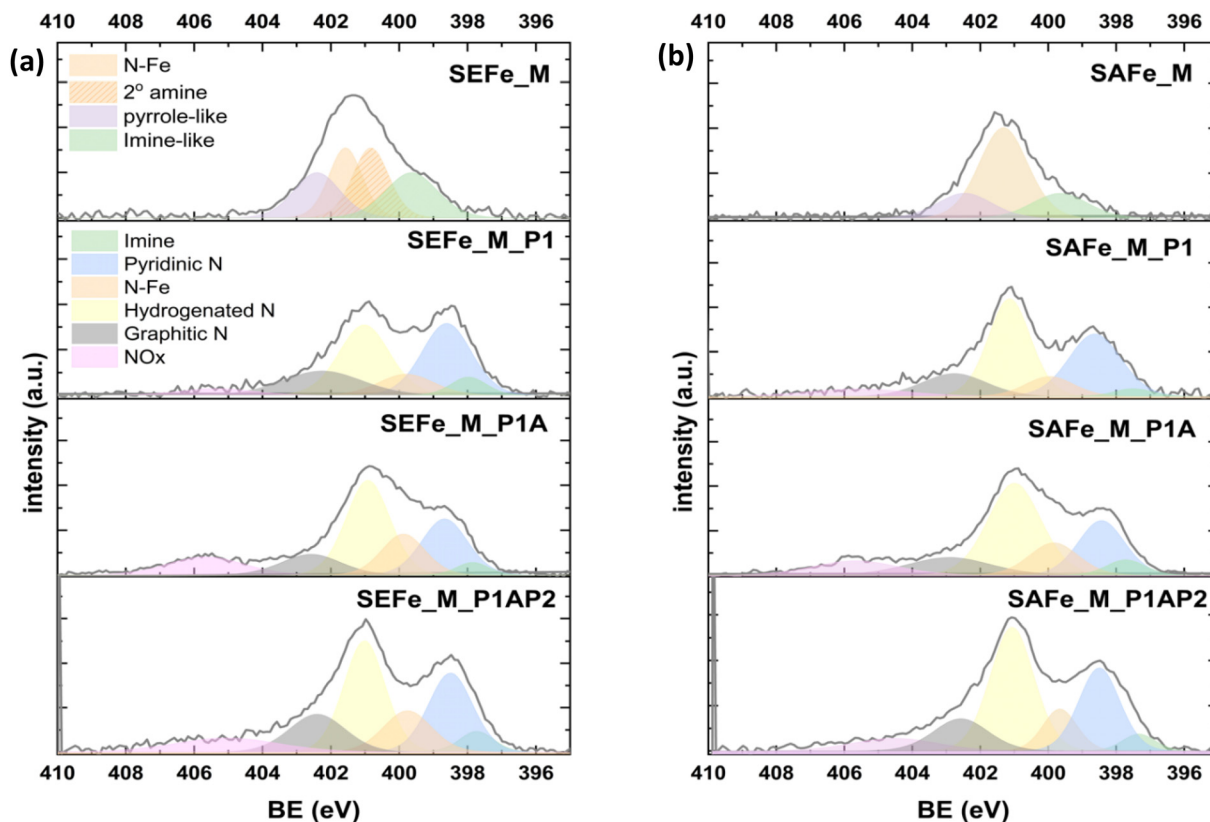 410 408 406 404 402 400 398 396
(a)
SEFe_M
N-Fe
2° amine
pyrrole-like
Imine-like
SEFe_M_P1
Imine
Pyridinic N
N-Fe
Hydrogenated N
Graphitic N
NOx
SEFe_M_P1A
SEFe_M_P1AP2
intensity (a.u.)
410 408 406 404 402 400 398 396
BE (eV)
410 408 406 404 402 400 398 396
(b)
SAFe_M
SAFe_M_P1
SAFe_M_P1A
SAFe_M_P1AP2
intensity (a.u.)
410 408 406 404 402 400 398 396
BE (eV)